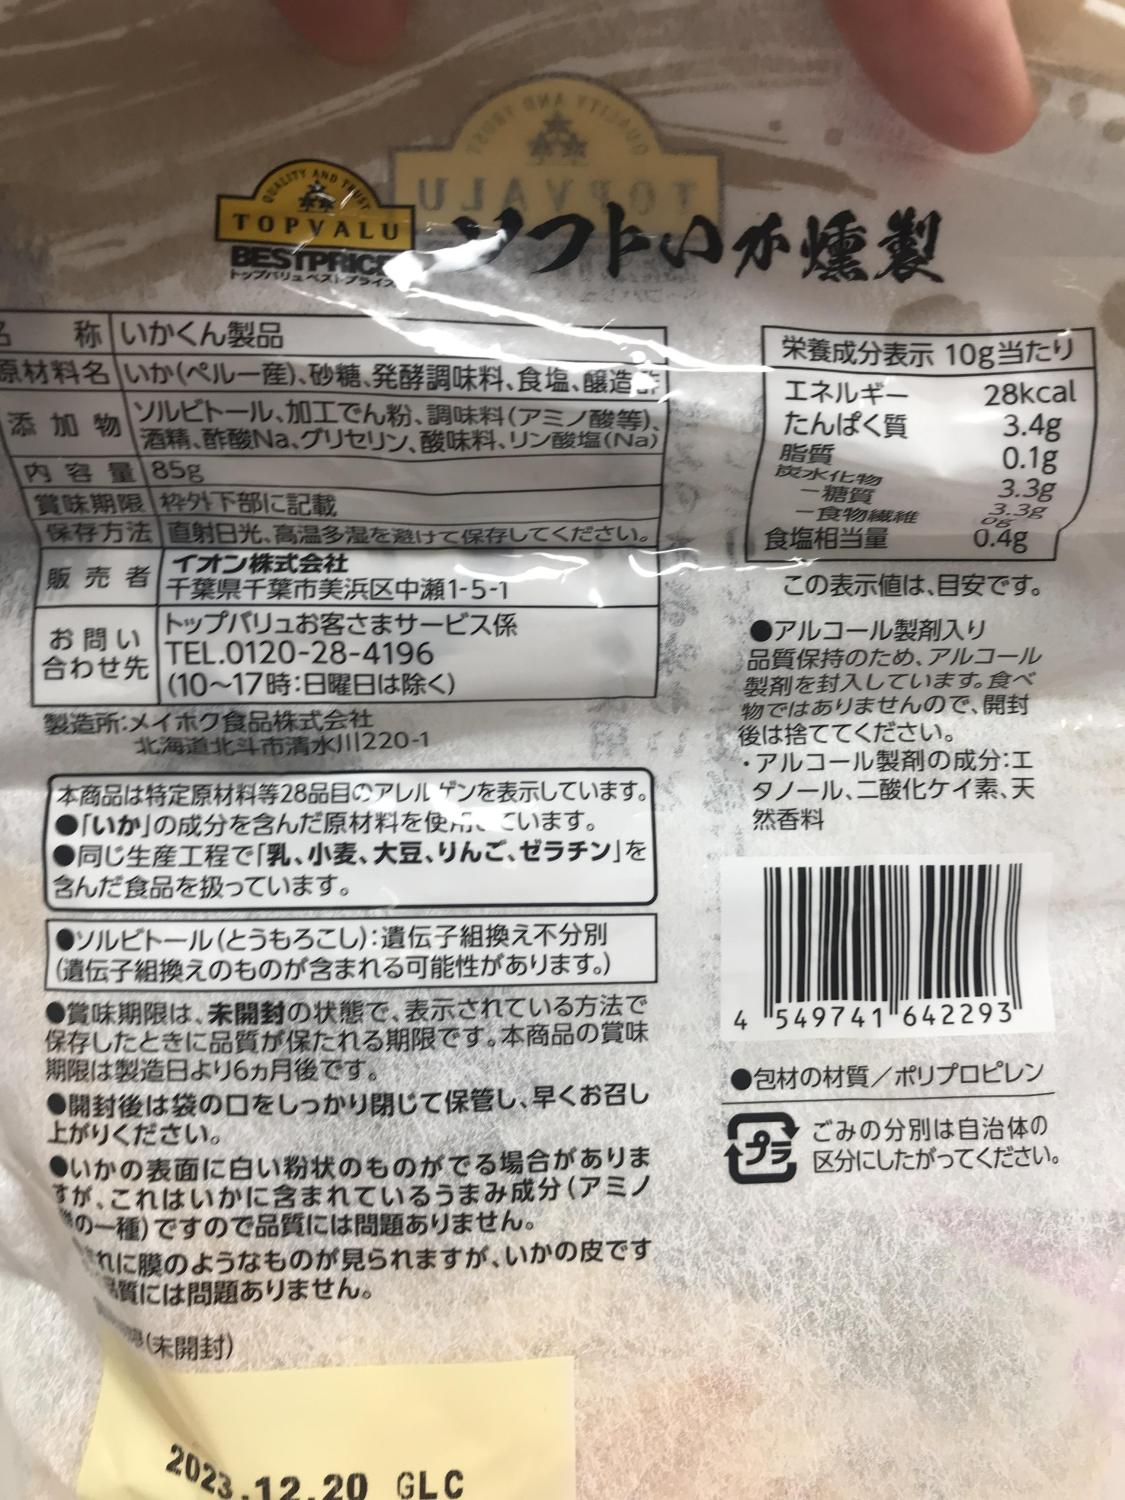 QUALITY AND TRUST
TOPVALU
BESTPRICE
トップバリュベストプライス
ソフトいか燻製
名 称 いかくん製品
原材料名 いか(ペルー産)、砂糖、発酵調味料、食塩、醸造酢
添加物 ソルビトール、加工でん粉、調味料(アミノ酸等)、
酒精、酢酸Na、グリセリン、酸味料、リン酸塩(Na)
内容量 85g
賞味期限 枠外下部に記載
保存方法 直射日光、高温多湿を避けて保存してください。
販売者 イオン株式会社
千葉県千葉市美浜区中瀬1-5-1
お問い合わせ先 トップバリュお客さまサービス係
TEL.0120-28-4196
(10〜17時:日曜日は除く)
製造所:メイホク食品株式会社
北海道北斗市清水川220-1
本商品は特定原材料等28品目のアレルゲンを表示しています。
●「いか」の成分を含んだ原材料を使用しています。
●同じ生産工程で「乳、小麦、大豆、りんご、ゼラチン」を
含んだ食品を扱っています。
●ソルビトール(とうもろこし):遺伝子組換え不分別
(遺伝子組換えのものが含まれる可能性があります。)
●賞味期限は、未開封の状態で、表示されている方法で
保存したときに品質が保たれる期限です。本商品の賞味
期限は製造日より6ヵ月後です。
●開封後は袋の口をしっかり閉じて保管し、早くお召し
上がりください。
●いかの表面に白い粉状のものがでる場合がありま
すが、これはいかに含まれているうまみ成分(アミノ
の一種)ですので品質には問題ありません。
れに膜のようなものが見られますが、いかの皮です
質には問題ありません。
(未開封)
2023.12.20 GLC
栄養成分表示 10g当たり
エネルギー 28kcal
たんぱく質 3.4g
脂質 0.1g
炭水化物 3.3g
-糖質 3.3g
-食物繊維 0g
食塩相当量 0.4g
この表示値は、目安です。
●アルコール製剤入り
品質保持のため、アルコール
製剤を封入しています。食べ
物ではありませんので、開封
後は捨ててください。
・アルコール製剤の成分:エ
タノール、二酸化ケイ素、天
然香料
4 549741 642293
●包材の材質/ポリプロピレン
プラ
ごみの分別は自治体の
区分にしたがってください。